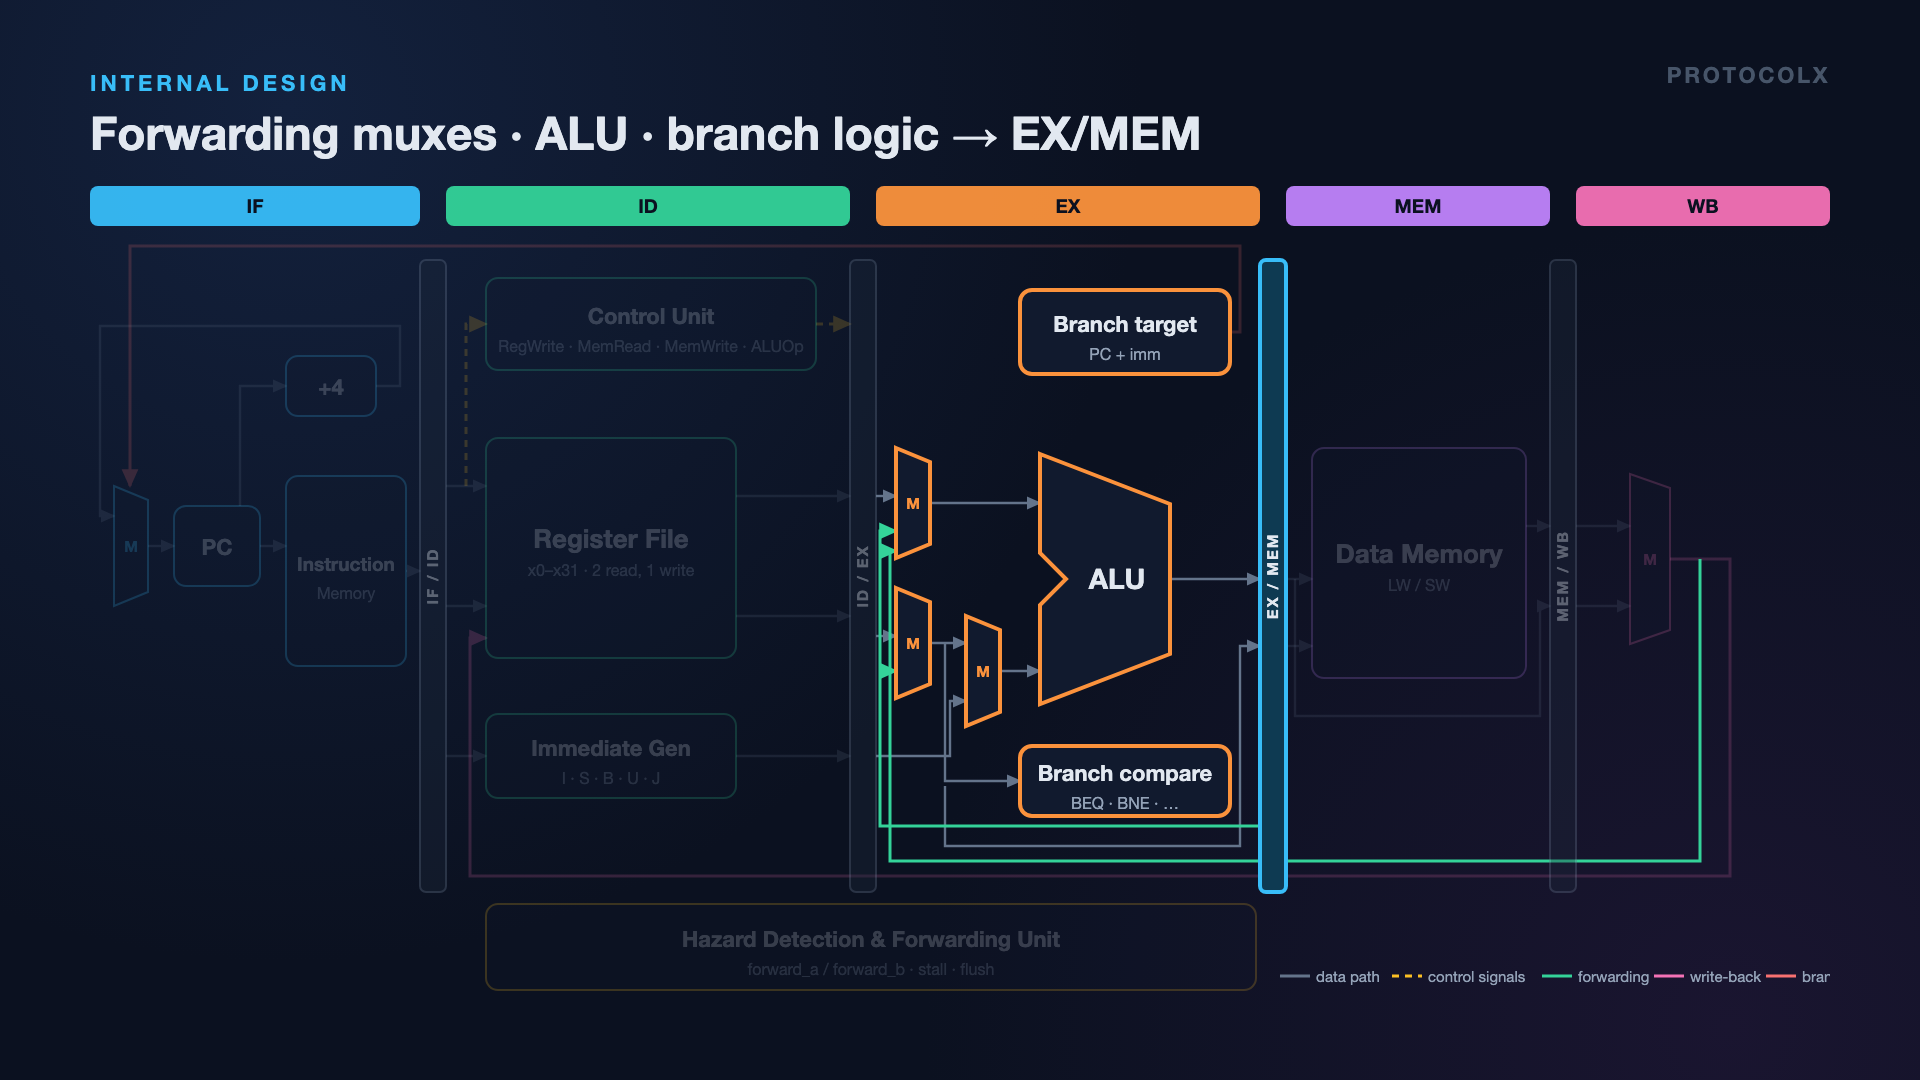 INTERNAL DESIGN
PROTOCOLX
Forwarding muxes · ALU · branch logic → EX/MEM
IF
ID
EX
MEM
WB
Control Unit
RegWrite · MemRead · MemWrite · ALUOp
Branch target
PC + imm
+4
M
PC
Instruction
Memory
IF / ID
Register File
x0–x31 · 2 read, 1 write
ID / EX
M
M
M
ALU
EX / MEM
Data Memory
LW / SW
MEM / WB
M
Immediate Gen
I · S · B · U · J
Branch compare
BEQ · BNE · …
Hazard Detection & Forwarding Unit
forward_a / forward_b · stall · flush
data path
control signals
forwarding
write-back
bran